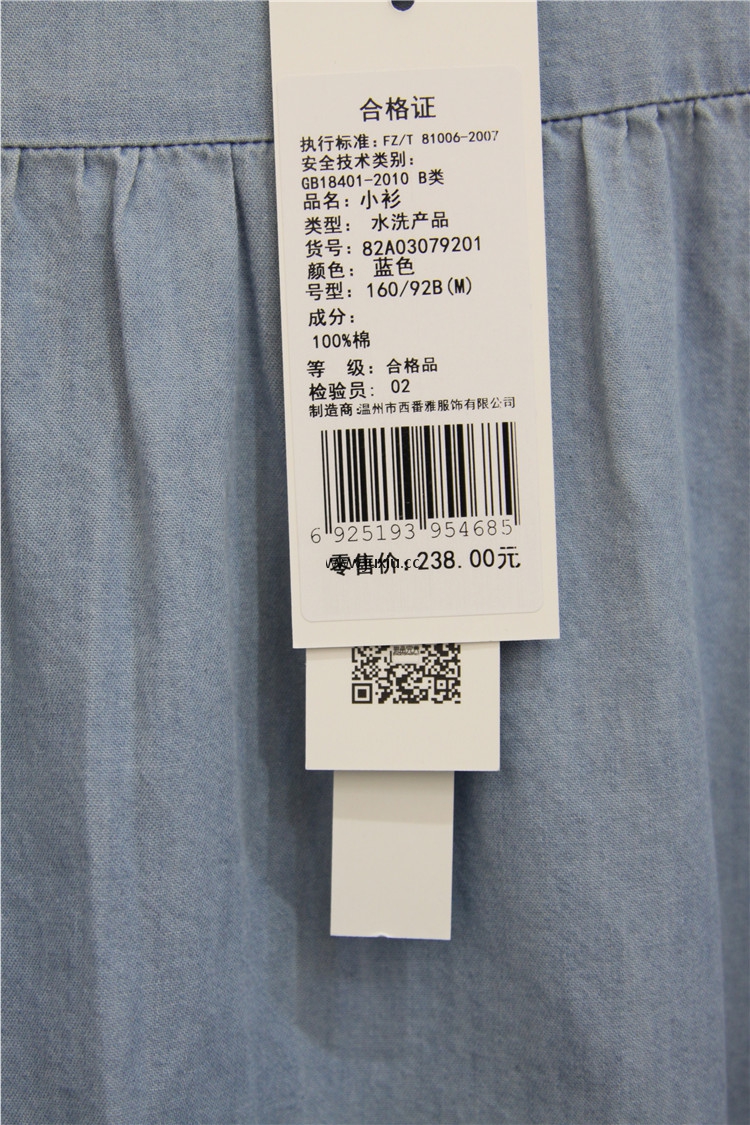 合格证
执行标准:FZ/T 81006-2007
安全技术类别:
GB18401-2010 B类
品名: 小衫
类型: 水洗产品
货号: 82A03079201
颜色: 蓝色
号型: 160/92B(M)
成分:
100%棉
等 级: 合格品
检验员: 02
制造商:温州市西番雅服饰有限公司
6 925193 954685
零售价:238.00元